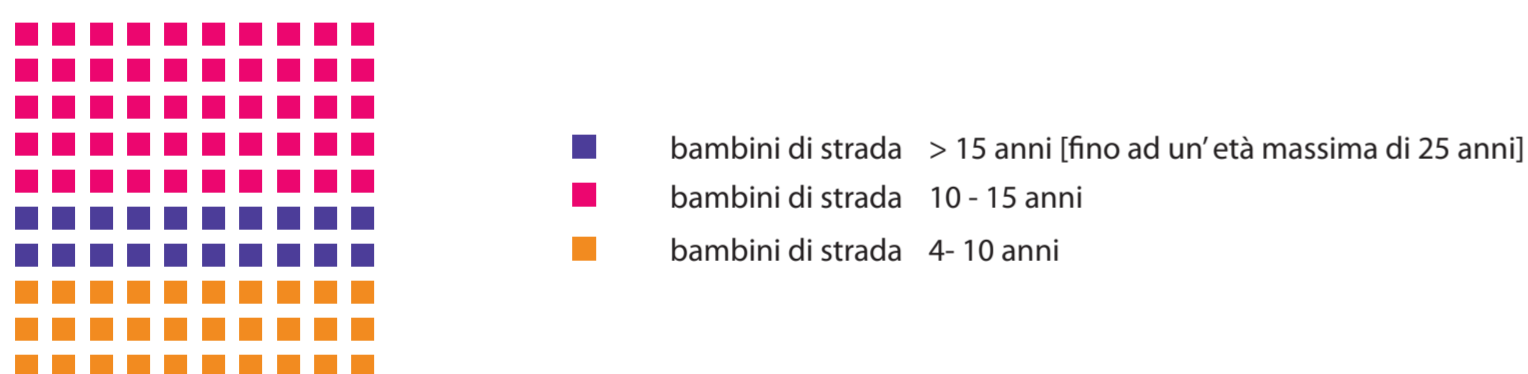 bambini di strada > 15 anni [fino ad un' età massima di 25 anni]
bambini di strada 10 - 15 anni
bambini di strada 4- 10 anni